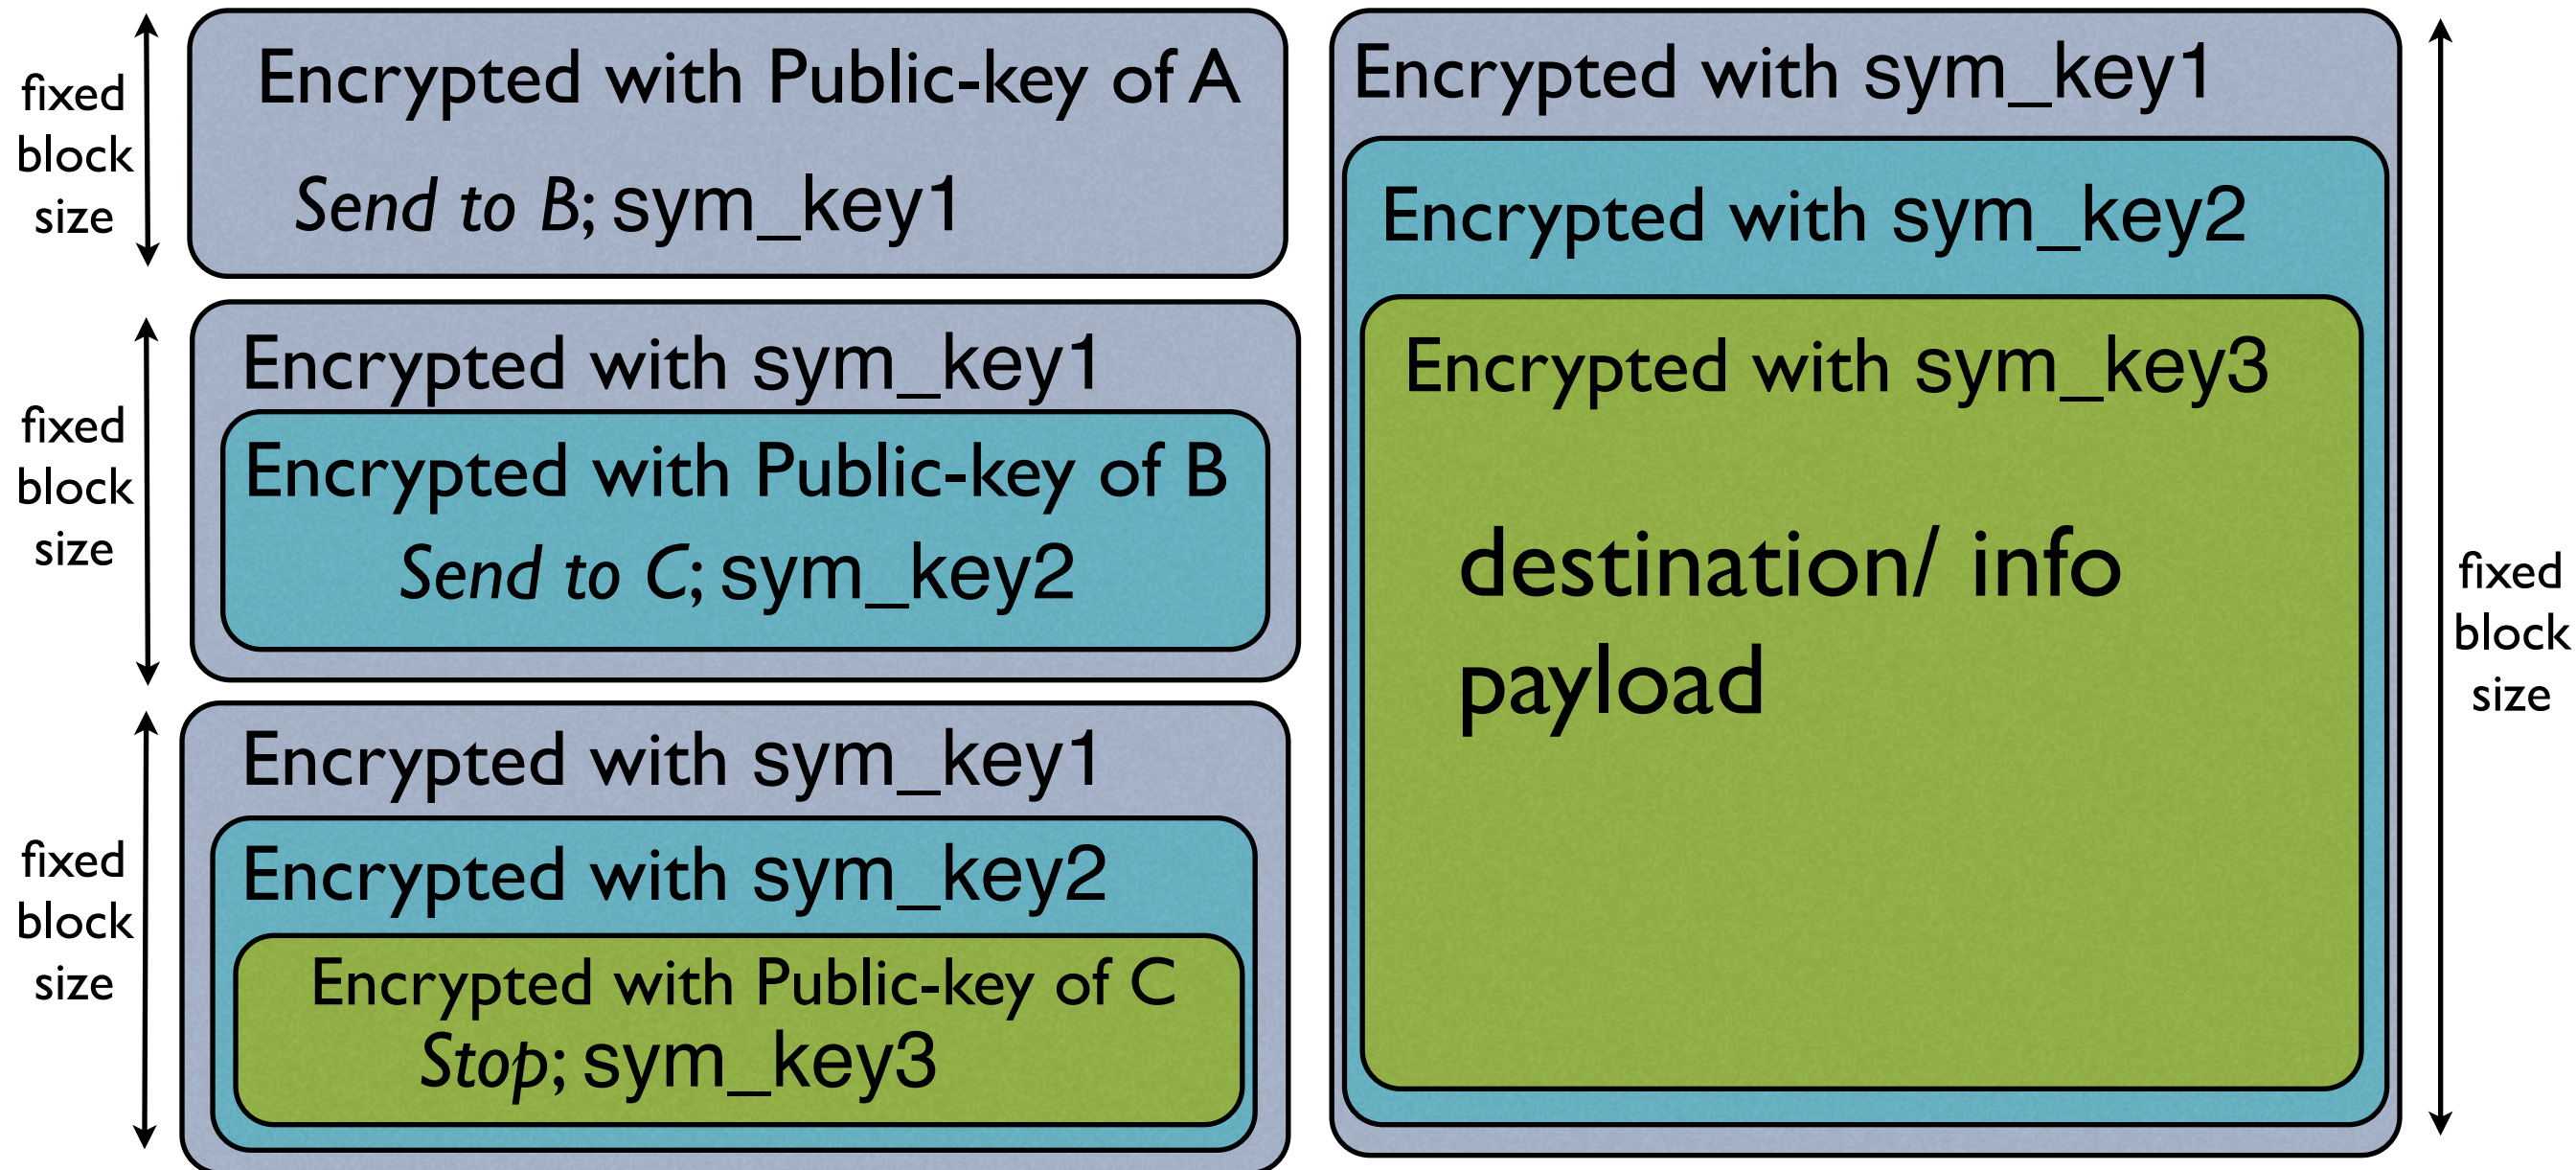 fixed
block
size
Encrypted with Public-key of A
Send to B; sym_key1
fixed
block
size
Encrypted with sym_key1
Encrypted with Public-key of B
Send to C; sym_key2
fixed
block
size
Encrypted with sym_key1
Encrypted with sym_key2
Encrypted with Public-key of C
Stop; sym_key3
Encrypted with sym_key1
Encrypted with sym_key2
Encrypted with sym_key3
destination/ info
payload
fixed
block
size